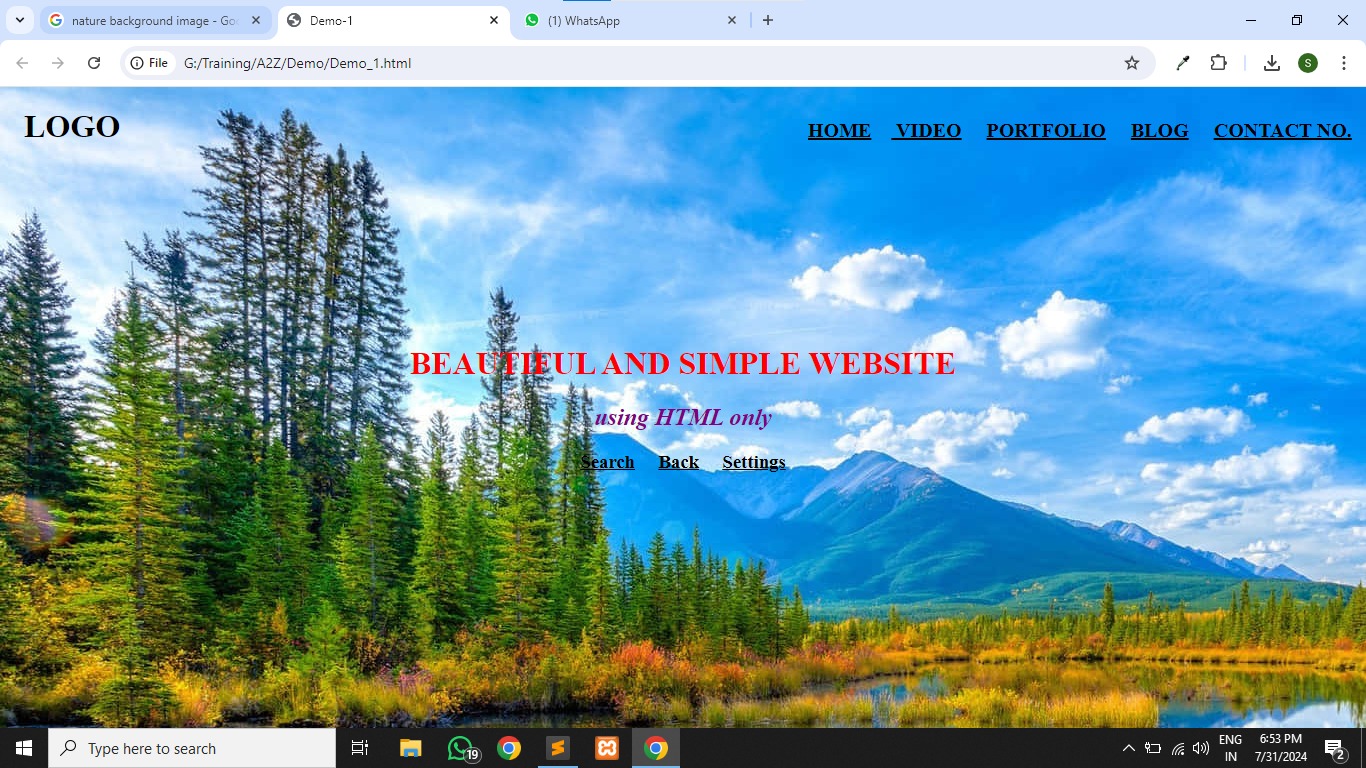 nature background image - Goo
Demo-1
(1) WhatsApp
File
G:/Training/A2Z/Demo/Demo_1.html
S
LOGO
HOME VIDEO PORTFOLIO BLOG CONTACT NO.
BEAUTIFUL AND SIMPLE WEBSITE
using HTML only
Search Back Settings
Type here to search
19
ENG
IN
6:53 PM
7/31/2024
2